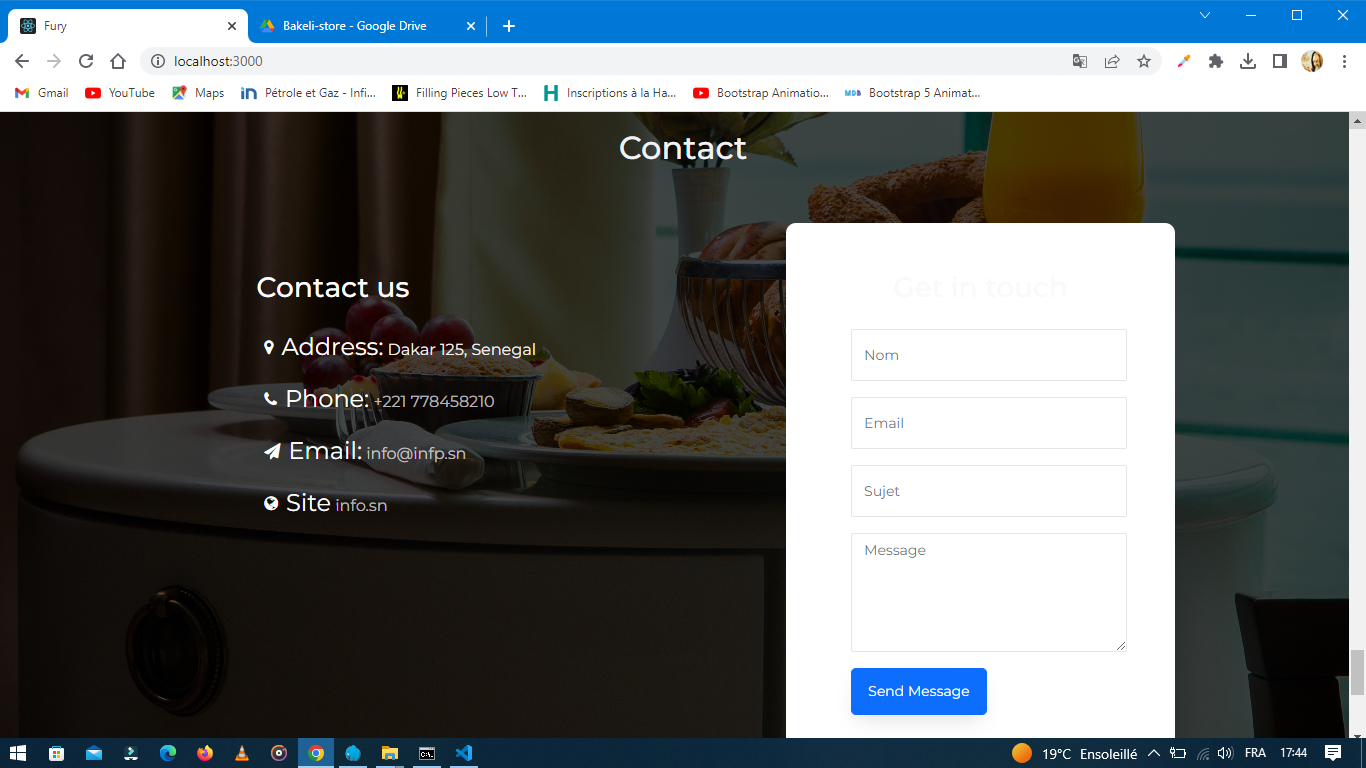 Fury
Bakeli-store - Google Drive
localhost:3000
Gmail
YouTube
Maps
Pétrole et Gaz - Infi...
Filling Pieces Low T...
Inscriptions à la Ha...
Bootstrap Animatio...
MDB
Bootstrap 5 Animat...
Contact
Contact us
Address: Dakar 125, Senegal
Phone: +221 778458210
Email: info@infp.sn
Site info.sn
Get in touch
Nom
Email
Sujet
Message
Send Message
19°C Ensoleillé
FRA
17:44